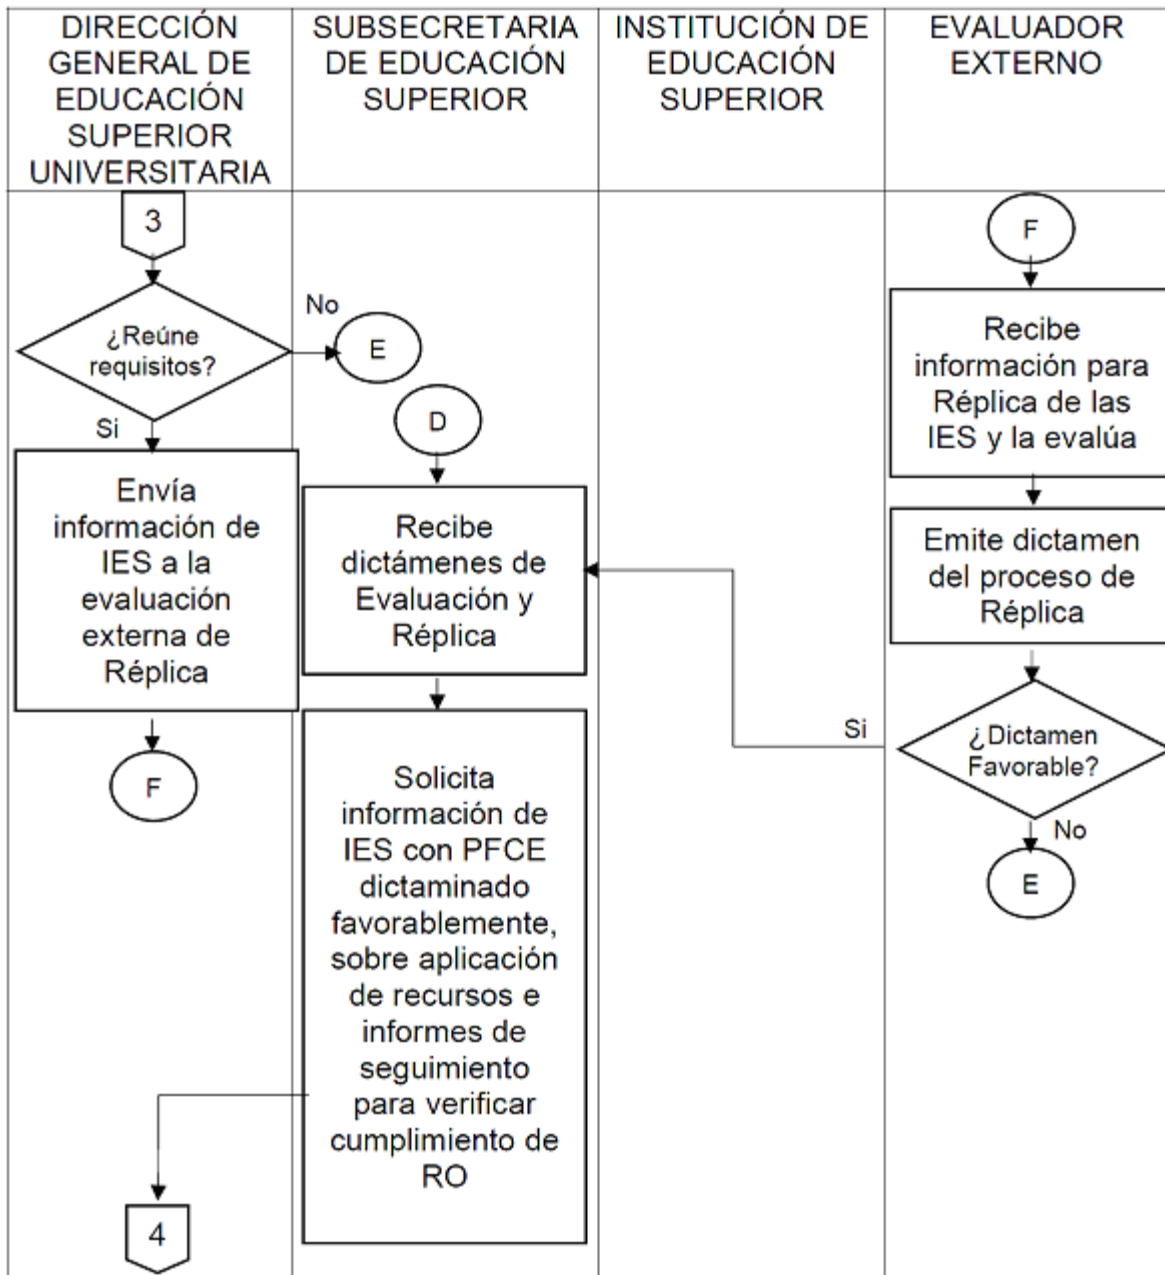 DIRECCIÓN
GENERAL DE
EDUCACIÓN
SUPERIOR
UNIVERSITARIA
SUBSECRETARIA
DE EDUCACIÓN
SUPERIOR
INSTITUCIÓN DE
EDUCACIÓN
SUPERIOR
EVALUADOR
EXTERNO
3
¿Reúne
requisitos?
No
E
Si
Envía
información de
IES a la
evaluación
externa de
Réplica
F
D
Recibe
dictámenes de
Evaluación y
Réplica
Solicita
información de
IES con PFCE
dictaminado
favorablemente,
sobre aplicación
de recursos e
informes de
seguimiento
para verificar
cumplimiento de
RO
4
F
Recibe
información para
Réplica de las
IES y la evalúa
Emite dictamen
del proceso de
Réplica
¿Dictamen
Favorable?
Si
No
E